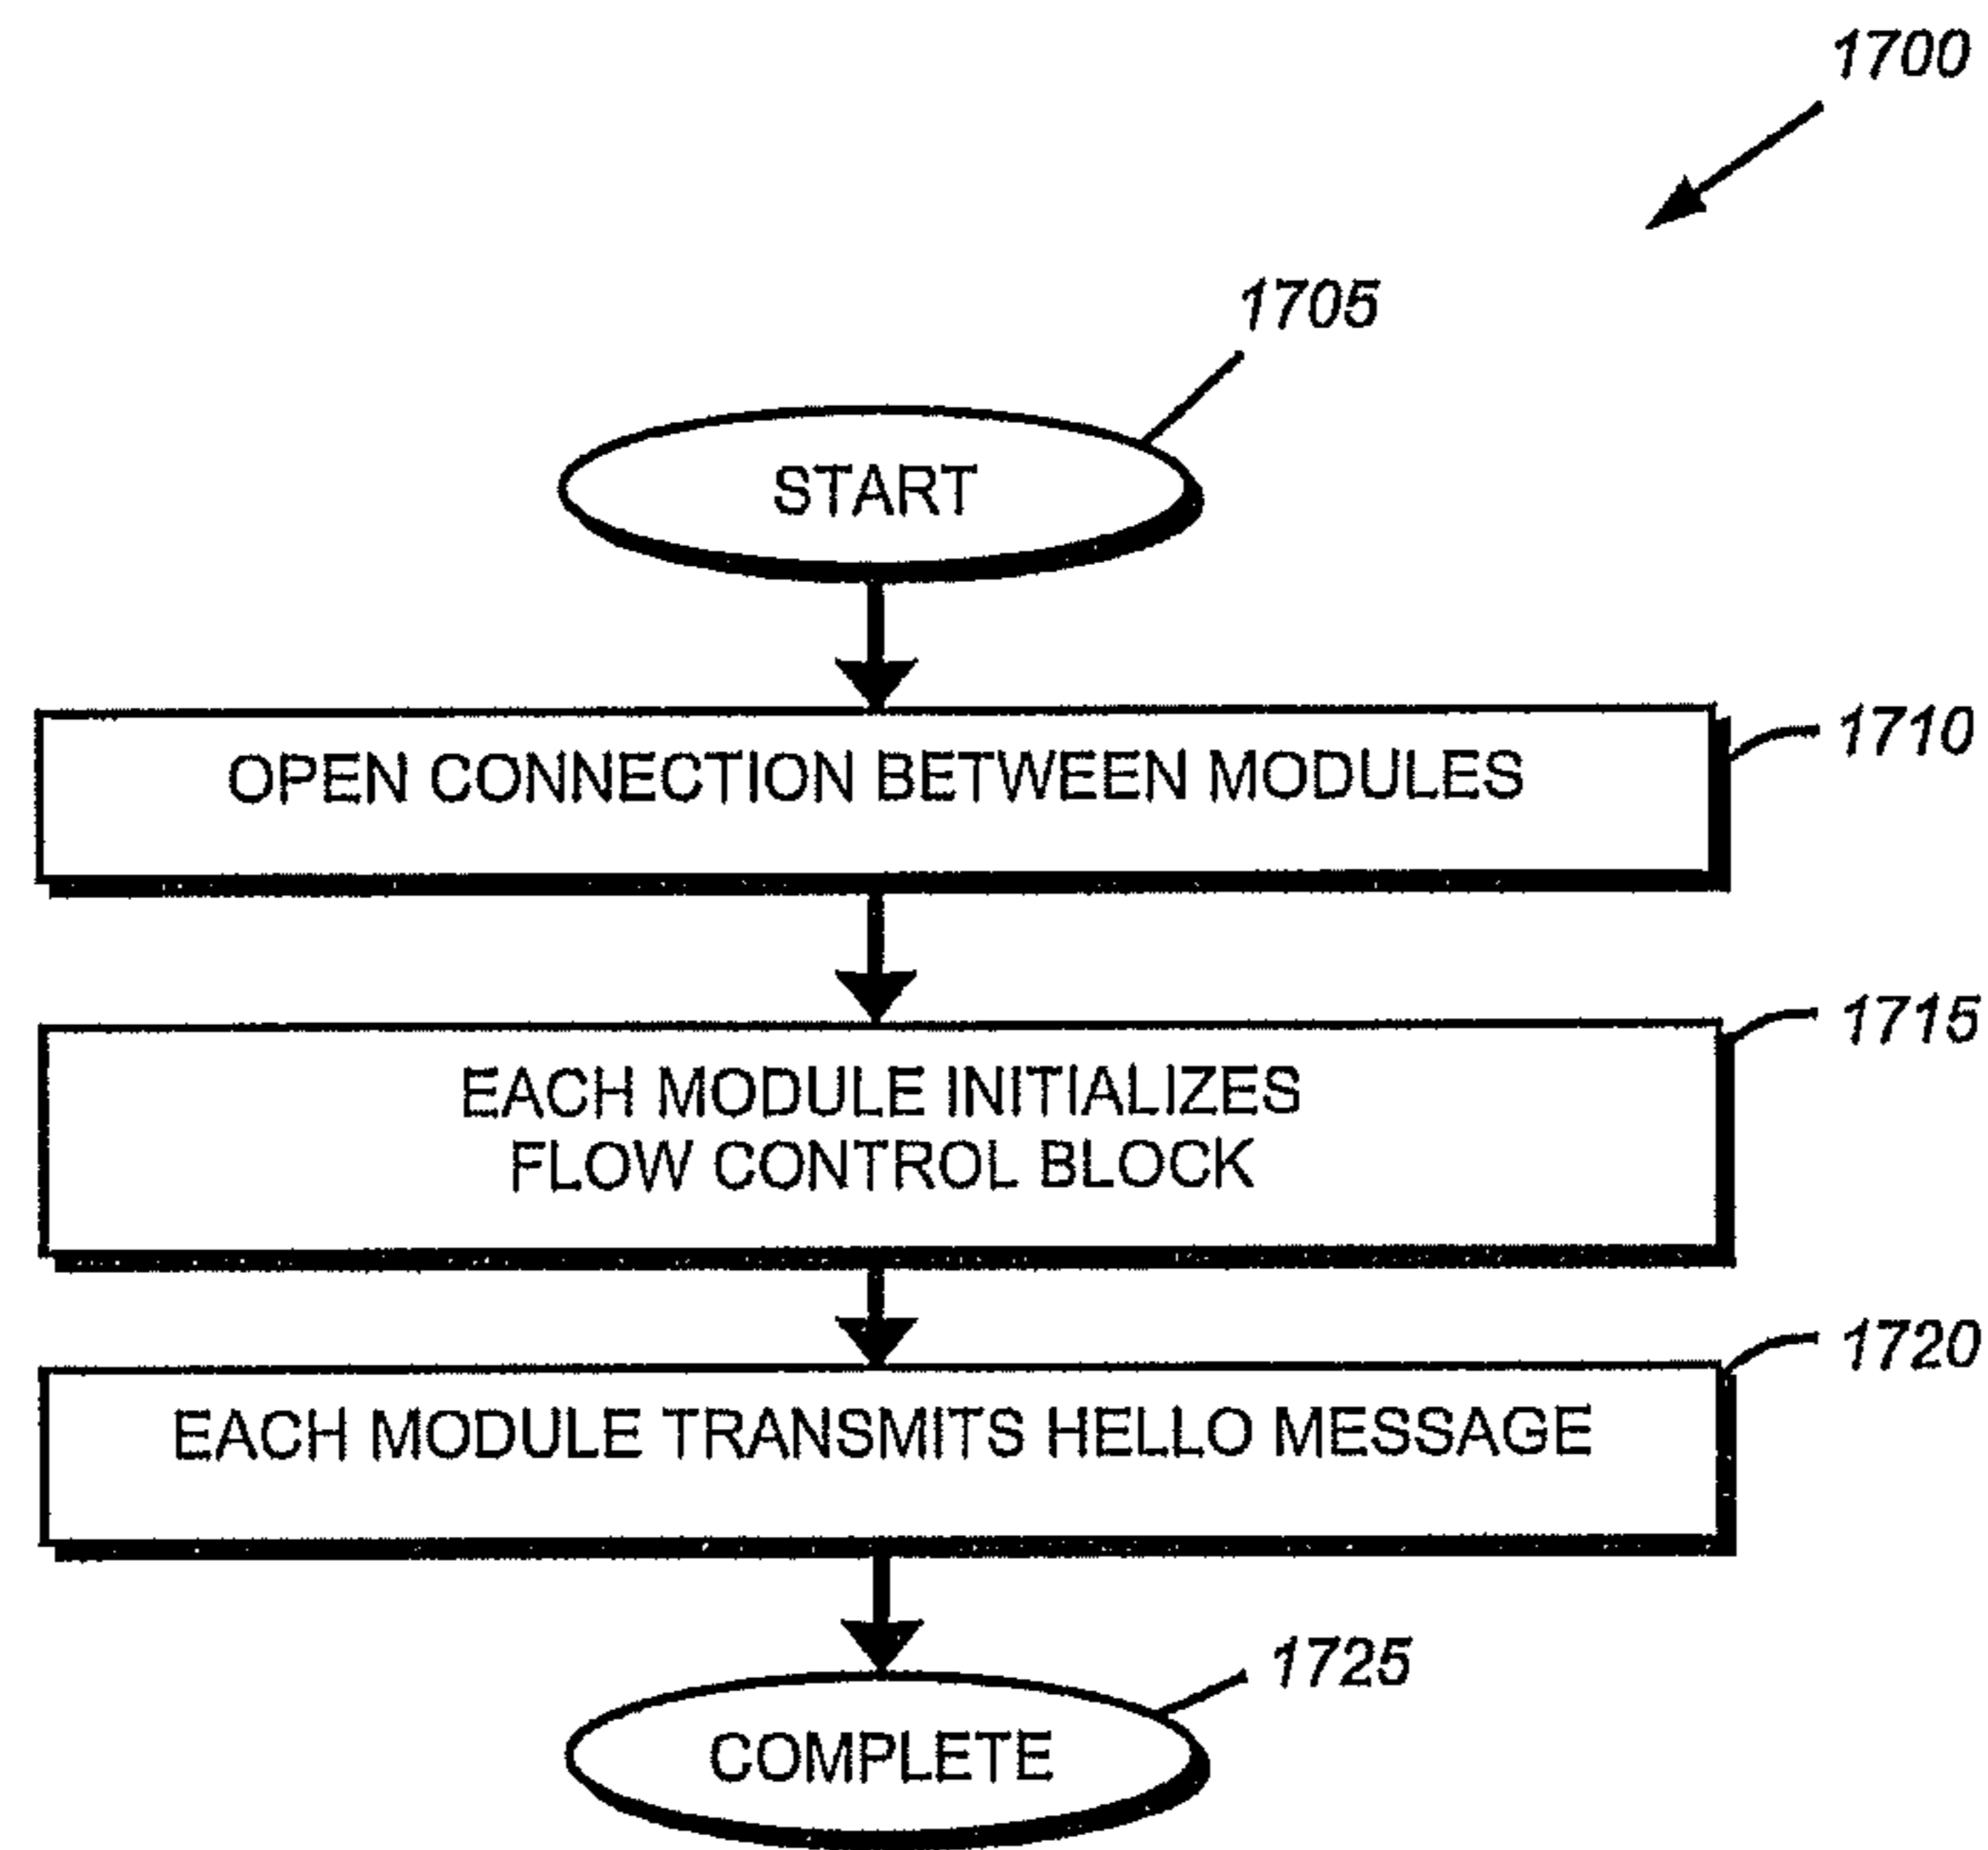 1700
1705
START
OPEN CONNECTION BETWEEN MODULES
1710
EACH MODULE INITIALIZES
FLOW CONTROL BLOCK
1715
EACH MODULE TRANSMITS HELLO MESSAGE
1720
1725
COMPLETE